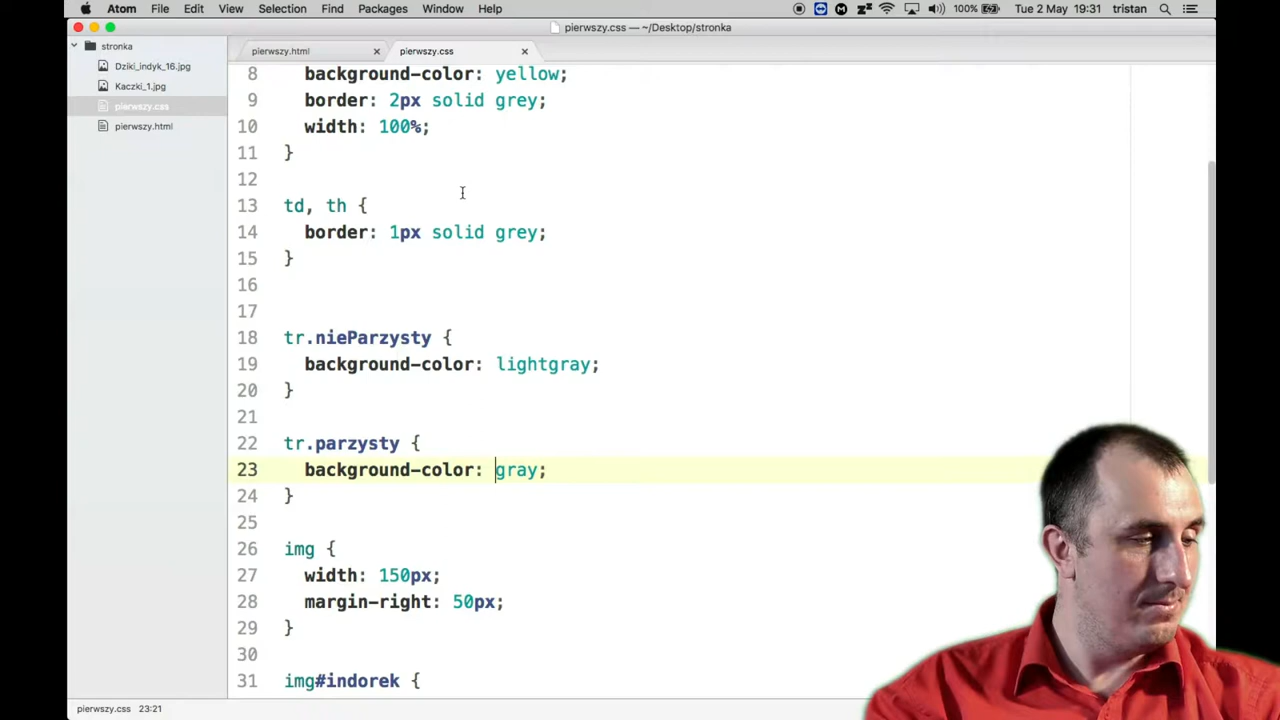 Atom File Edit View Selection Find Packages Window Help 100% Tue 2 May 19:31 tristan
pierwszy.css — ~/Desktop/stronka
stronka
Dziki_indyk_16.jpg
Kaczki_1.jpg
pierwszy.css
pierwszy.html
pierwszy.html pierwszy.css
8 background-color: yellow;
9 border: 2px solid grey;
10 width: 100%;
11 }
12
13 td, th {
14 border: 1px solid grey;
15 }
16
17
18 tr.nieParzysty {
19 background-color: lightgray;
20 }
21
22 tr.parzysty {
23 background-color: gray;
24 }
25
26 img {
27 width: 150px;
28 margin-right: 50px;
29 }
30
31 img#indorek {
pierwszy.css 23:21